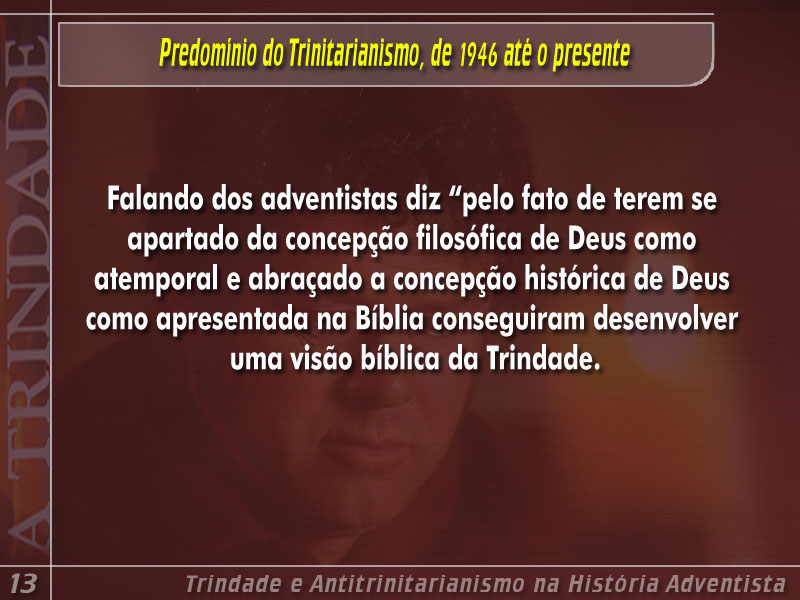 Predomínio do Trinitarianismo, de 1946 até o presente
A TRINDADE
Falando dos adventistas diz “pelo fato de terem se
apartado da concepção filosófica de Deus como
atemporal e abraçado a concepção histórica de Deus
como apresentada na Bíblia conseguiram desenvolver
uma visão bíblica da Trindade.
13
Trindade e Antitrinitarianismo na História Adventista